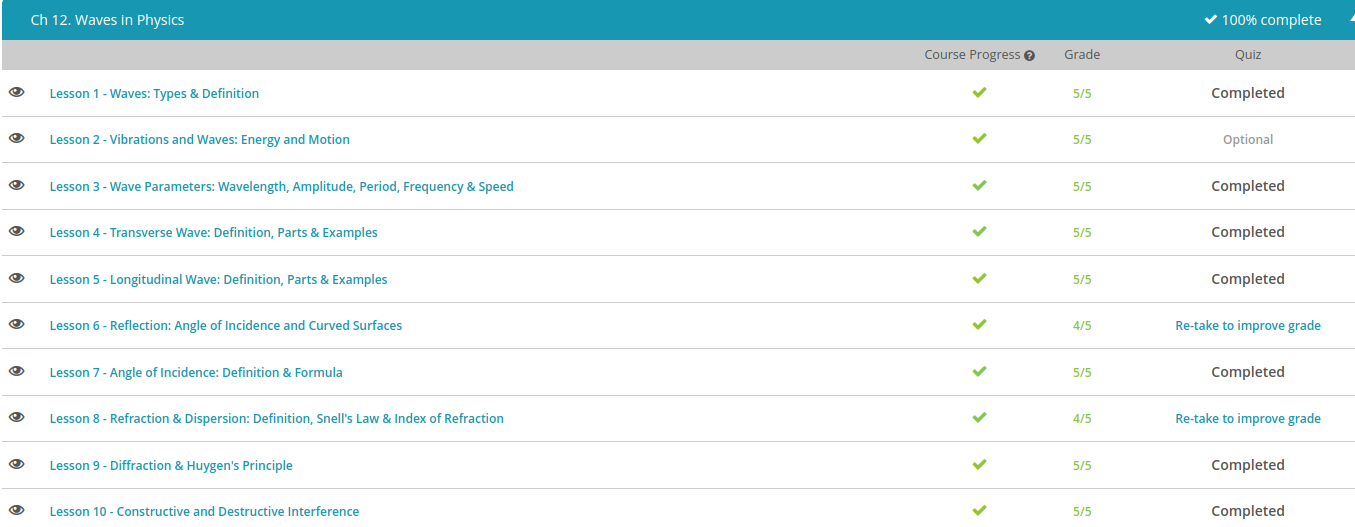 Ch 12. Waves in Physics 100% complete
Course Progress Grade Quiz
Lesson 1 - Waves: Types & Definition 5/5 Completed
Lesson 2 - Vibrations and Waves: Energy and Motion 5/5 Optional
Lesson 3 - Wave Parameters: Wavelength, Amplitude, Period, Frequency & Speed 5/5 Completed
Lesson 4 - Transverse Wave: Definition, Parts & Examples 5/5 Completed
Lesson 5 - Longitudinal Wave: Definition, Parts & Examples 5/5 Completed
Lesson 6 - Reflection: Angle of Incidence and Curved Surfaces 4/5 Re-take to improve grade
Lesson 7 - Angle of Incidence: Definition & Formula 5/5 Completed
Lesson 8 - Refraction & Dispersion: Definition, Snell's Law & Index of Refraction 4/5 Re-take to improve grade
Lesson 9 - Diffraction & Huygen's Principle 5/5 Completed
Lesson 10 - Constructive and Destructive Interference 5/5 Completed